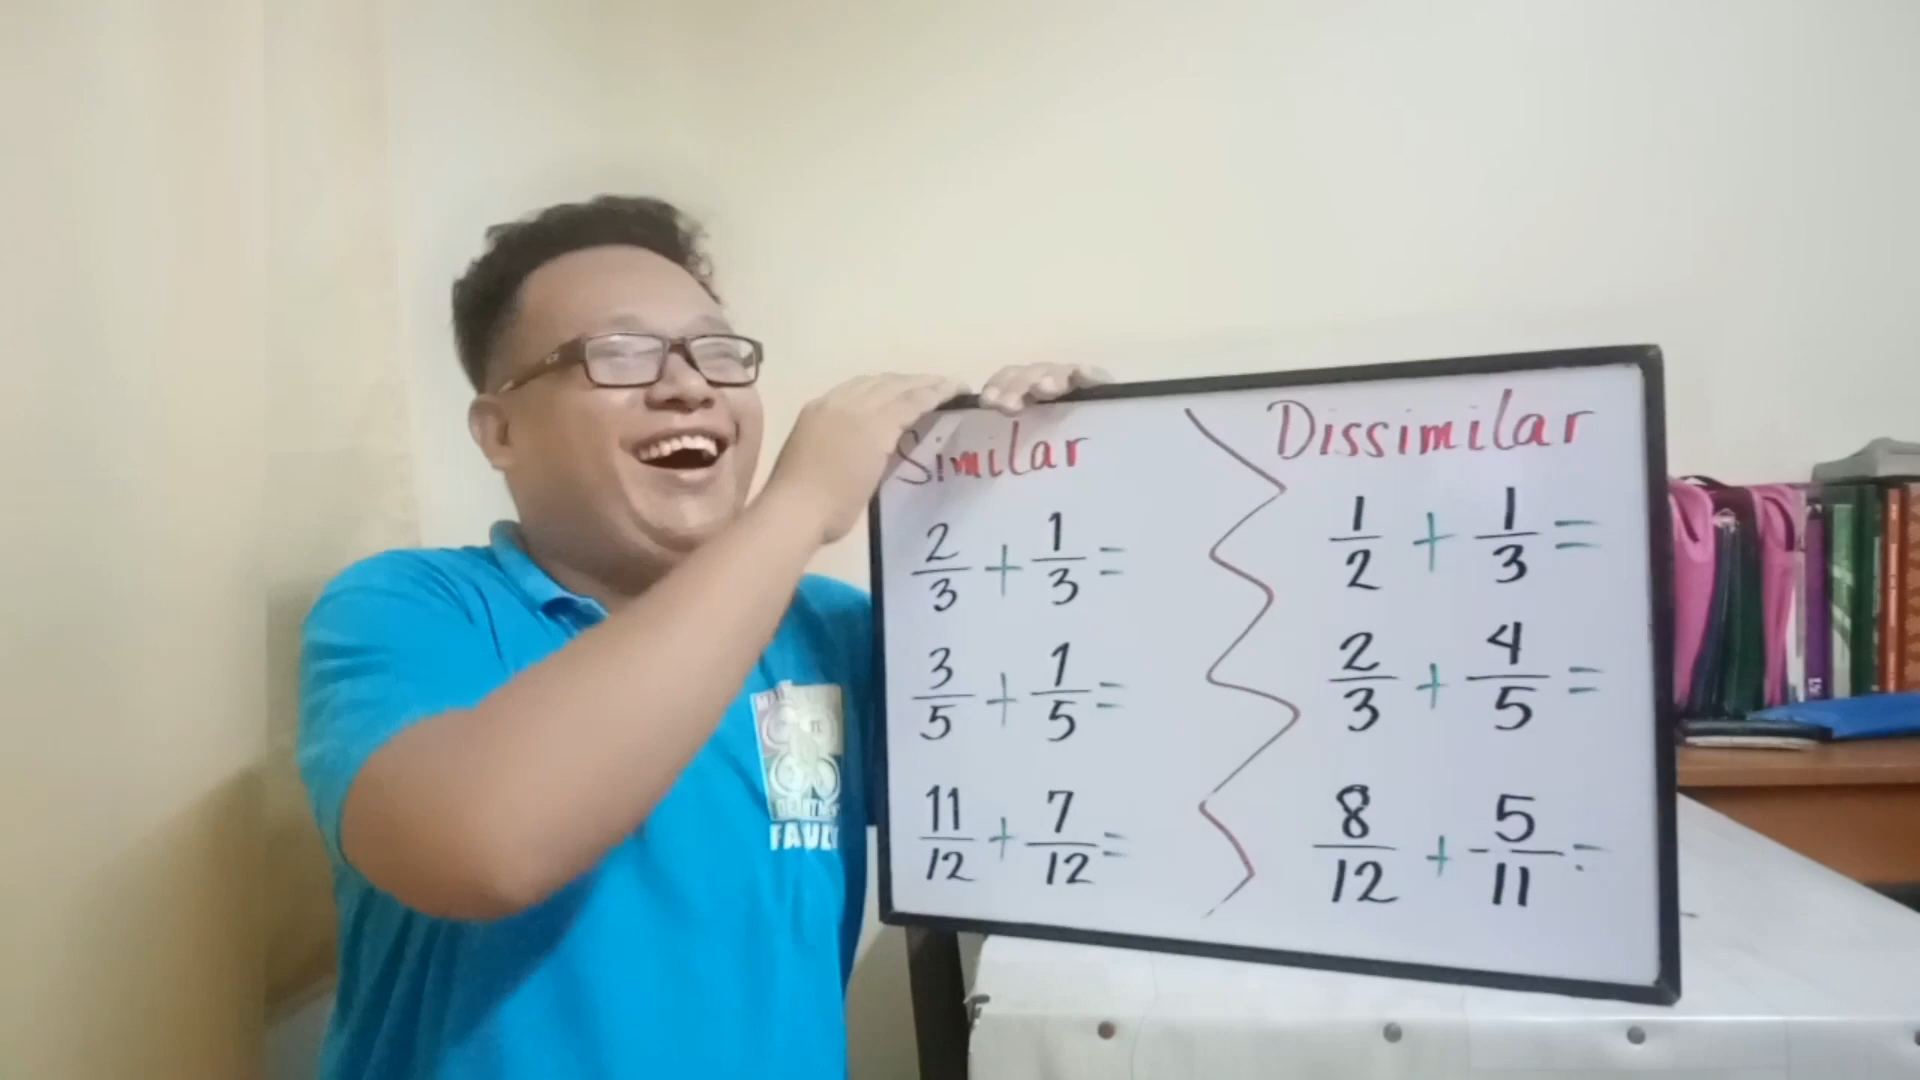 Similar
2/3 + 1/3 =
3/5 + 1/5 =
11/12 + 7/12 =
Dissimilar
1/2 + 1/3 =
2/3 + 4/5 =
8/12 + 5/11 =